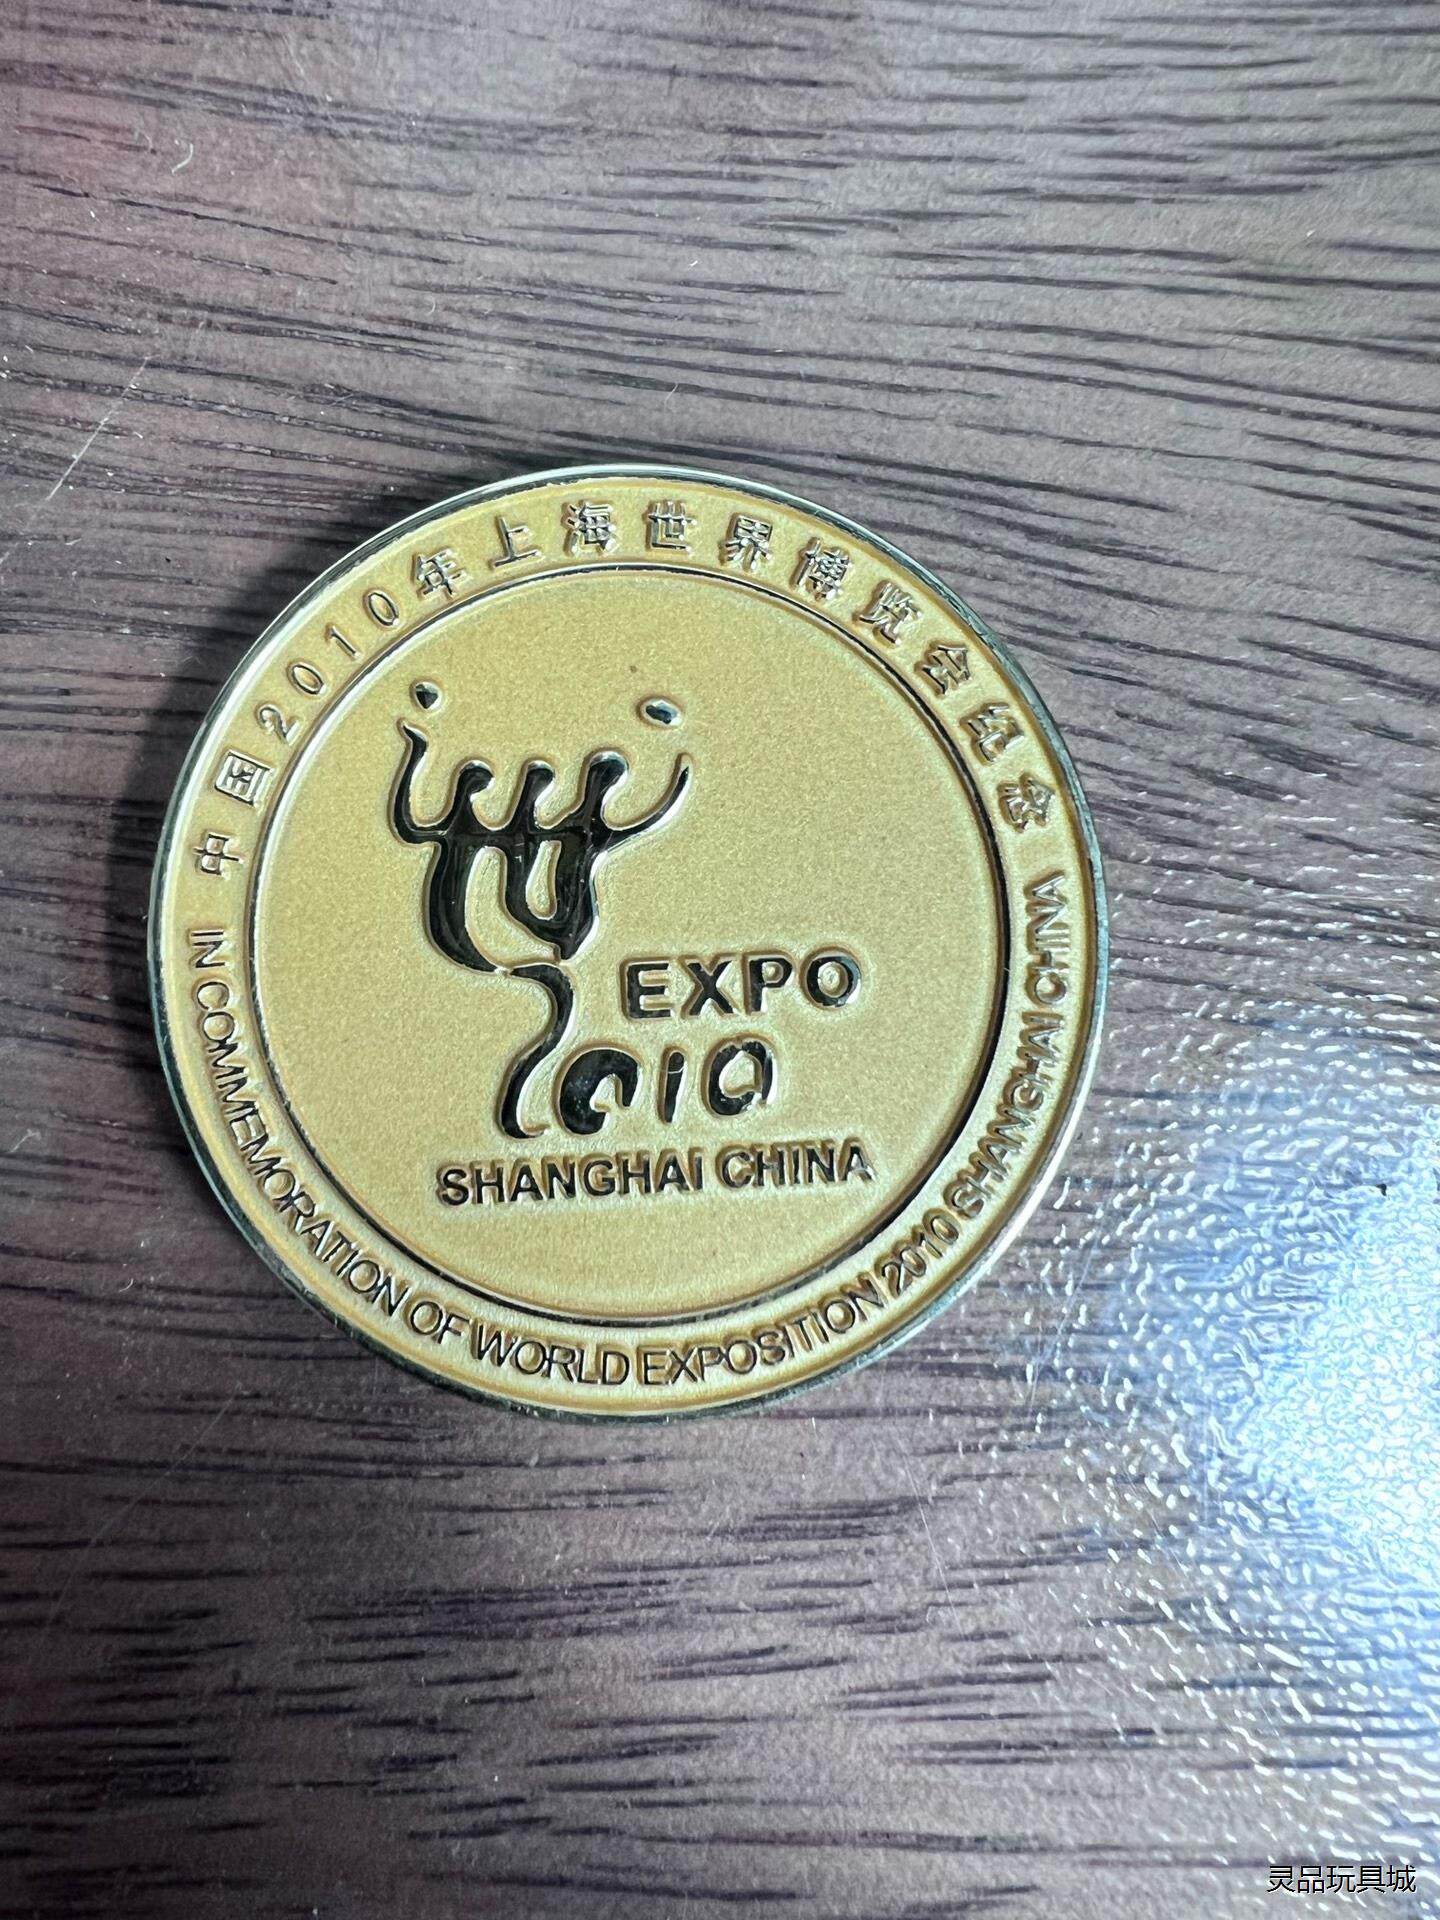 中国2010年上海世界博览会纪念
EXPO
2010
SHANGHAI CHINA
IN COMMEMORATION OF WORLD EXPOSITION 2010 SHANGHAI CHINA
灵品玩具城